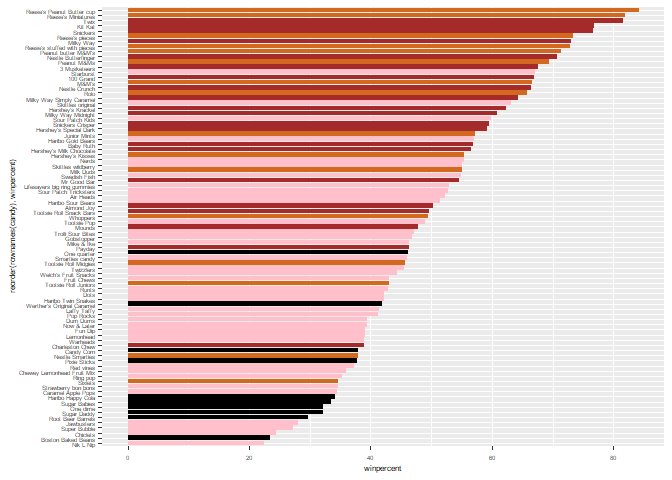 Reese's Peanut Butter cup
Reese's Miniatures
Twix
Kit Kat
Snickers
Reese's pieces
Milky Way
Reese's stuffed with pieces
Peanut butter M&M's
Nestle Butterfinger
Peanut M&Ms
3 Musketeers
Starburst
100 Grand
M&M's
Nestle Crunch
Rolo
Milky Way Simply Caramel
Skittles original
Hershey's Krackel
Milky Way Midnight
Sour Patch Kids
Snickers Crisper
Hershey's Special Dark
Junior Mints
Haribo Gold Bears
Baby Ruth
Hershey's Milk Chocolate
Hershey's Kisses
Nerds
Skittles wildberry
Milk Duds
Swedish Fish
Mr Good Bar
Lifesavers big ring gummies
Sour Patch Tricksters
Air Heads
Haribo Sour Bears
Almond Joy
Tootsie Roll Snack Bars
Whoppers
Tootsie Pop
Mounds
Trolli Sour Bites
Gobstopper
Mike & Ike
Payday
One quarter
Smarties candy
Tootsie Roll Midgies
Twizzlers
Welch's Fruit Snacks
Fruit Chews
Tootsie Roll Juniors
Runts
Dots
Haribo Twin Snakes
Werther's Original Caramel
Laffy Taffy
Pop Rocks
Dum Dums
Now & Later
Fun Dip
Lemonhead
Warheads
Charleston Chew
Candy Corn
Nestle Smarties
Pixie Sticks
Red vines
Chewey Lemonhead Fruit Mix
Ring pop
Sixlets
Strawberry bon bons
Caramel Apple Pops
Haribo Happy Cola
Sugar Babies
One dime
Sugar Daddy
Root Beer Barrels
Jawbusters
Super Bubble
Chiclets
Boston Baked Beans
Nik L Nip
reorder(rownames(candy), winpercent)
0 20 40 60 80
winpercent